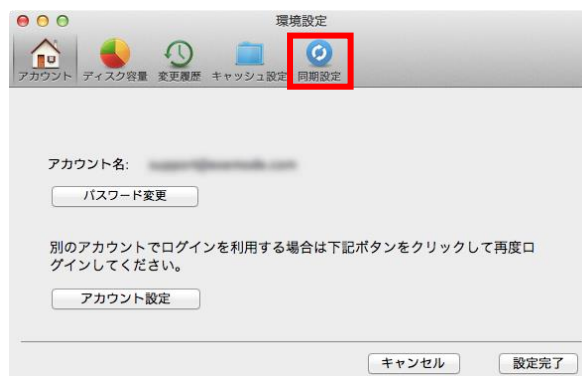 環境設定
アカウント ディスク容量 変更履歴 キャッシュ設定 同期設定
アカウント名:
パスワード変更
別のアカウントでログインを利用する場合は下記ボタンをクリックして再度ロ
グインしてください。
アカウント設定
キャンセル 設定完了